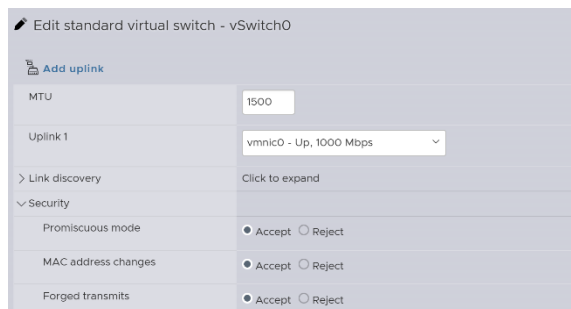 Edit standard virtual switch - vSwitch0
Add uplink
MTU
1500
Uplink 1
vmnic0 - Up, 1000 Mbps
Link discovery
Click to expand
Security
Promiscuous mode
Accept Reject
MAC address changes
Accept Reject
Forged transmits
Accept Reject